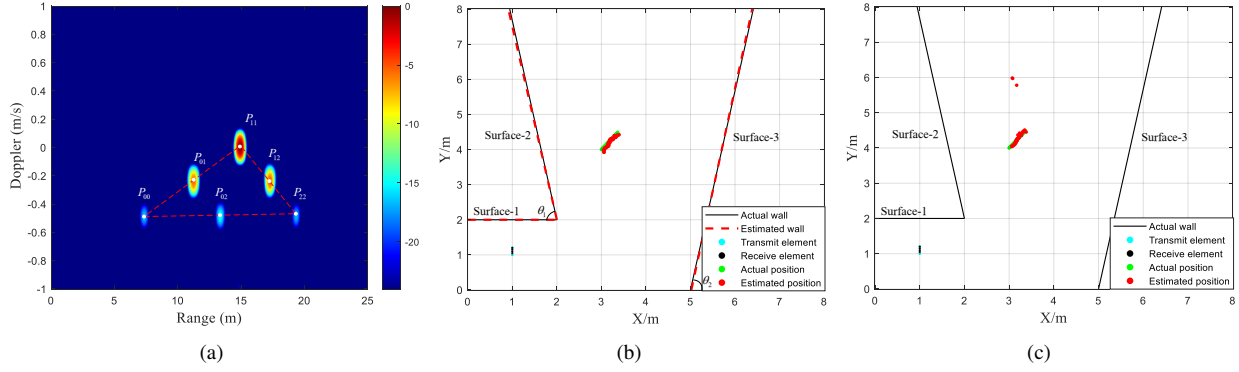 1
0.8
0.6
0.4
0.2
0
-0.2
-0.4
-0.6
-0.8
-1
Doppler (m/s)
P11
P01
P12
P00
P02
P22
0 5 10 15 20 25
Range (m)
0
-5
-10
-15
-20
(a)
8
7
6
5
4
3
2
1
0
Y/m
Surface-2
Surface-3
Surface-1
θ1
θ2
Actual wall
Estimated wall
Transmit element
Receive element
Actual position
Estimated position
0 1 2 3 4 5 6 7 8
X/m
(b)
8
7
6
5
4
3
2
1
0
Y/m
Surface-2
Surface-3
Surface-1
Actual wall
Transmit element
Receive element
Actual position
Estimated position
0 1 2 3 4 5 6 7 8
X/m
(c)